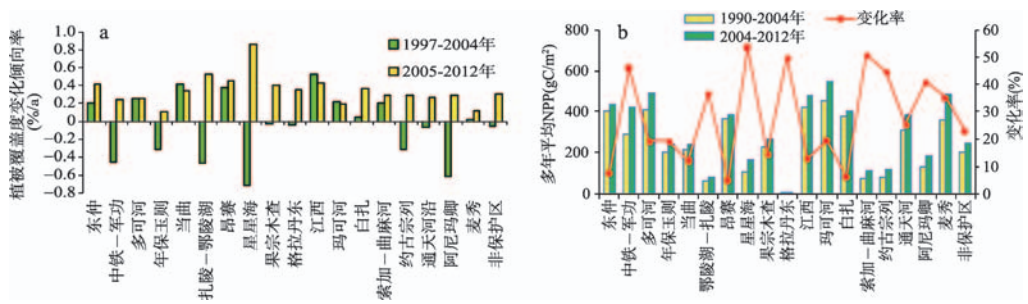 a
1997-2004年
2005-2012年
植被覆盖度变化倾向率
(%/a)
1.0
0.8
0.6
0.4
0.2
0
−0.2
−0.4
−0.6
−0.8
东仲
中铁－军功
多可河
年保玉则
当曲
扎陵－鄂陵湖
昂赛
星星海
果宗木查
格拉丹东
江西
玛可河
白扎
索加－曲麻河
约古宗列
通天河沿
阿尼玛卿
麦秀
非保护区
b
1990-2004年
2004-2012年
变化率
多年平均NPP(gC/m²)
800
600
400
200
0
变化率(%)
60
50
40
30
20
10
0
东仲
中铁－军功
多可河
年保玉则
当曲
鄂陵湖－扎陵
昂赛
星星海
果宗木查
格拉丹东
江西
玛可河
白扎
索加－曲麻河
约古宗列
通天河
阿尼玛卿
麦秀
非保护区